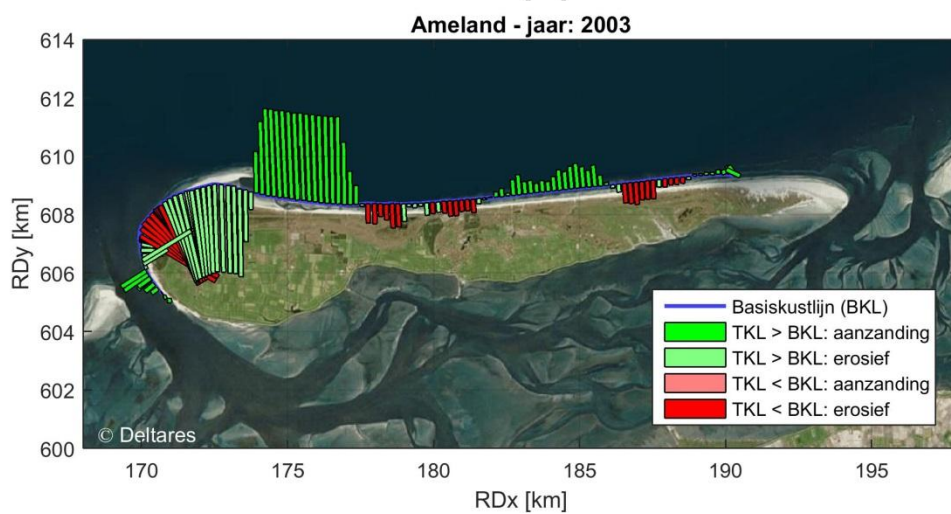 Ameland - jaar: 2003
614
612
610
608
606
604
602
600
RDy [km]
170
175
180
185
190
195
RDx [km]
Basiskustlijn (BKL)
TKL > BKL: aanzanding
TKL > BKL: erosief
TKL < BKL: aanzanding
TKL < BKL: erosief
© Deltares